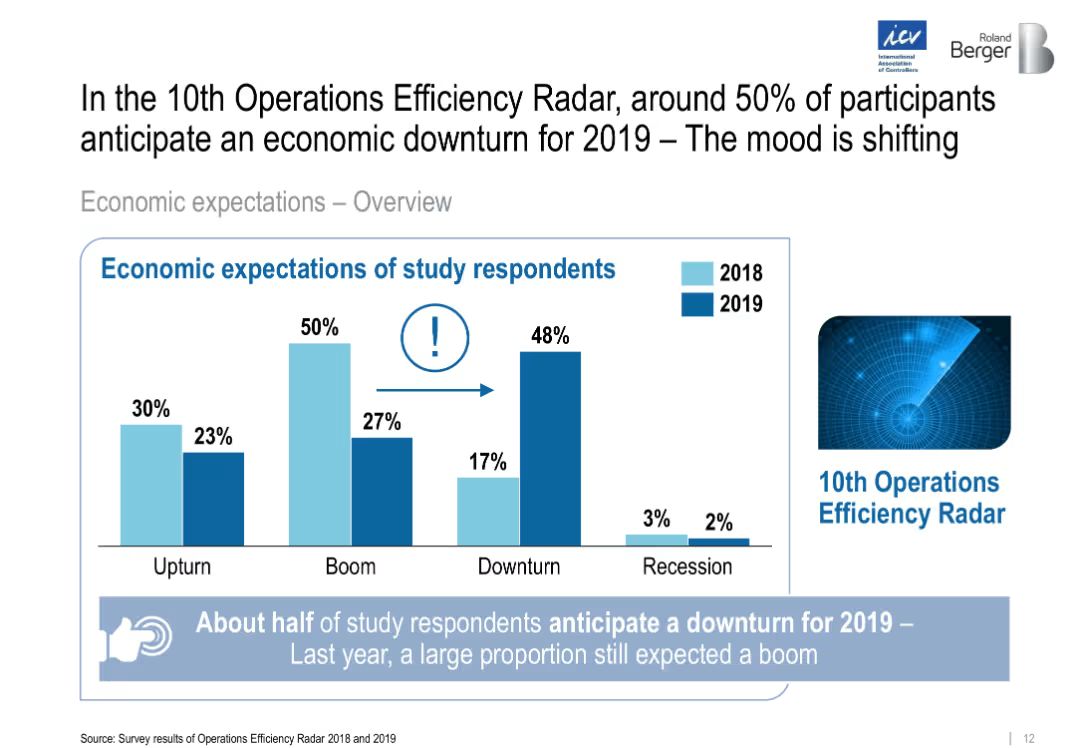 icv
International
Association
of Controllers
Roland
Berger
B
In the 10th Operations Efficiency Radar, around 50% of participants
anticipate an economic downturn for 2019 – The mood is shifting
Economic expectations – Overview
Economic expectations of study respondents
2018
2019
!
30%
23%
50%
27%
17%
48%
3%
2%
Upturn
Boom
Downturn
Recession
10th Operations
Efficiency Radar
About half of study respondents anticipate a downturn for 2019 –
Last year, a large proportion still expected a boom
Source: Survey results of Operations Efficiency Radar 2018 and 2019
12